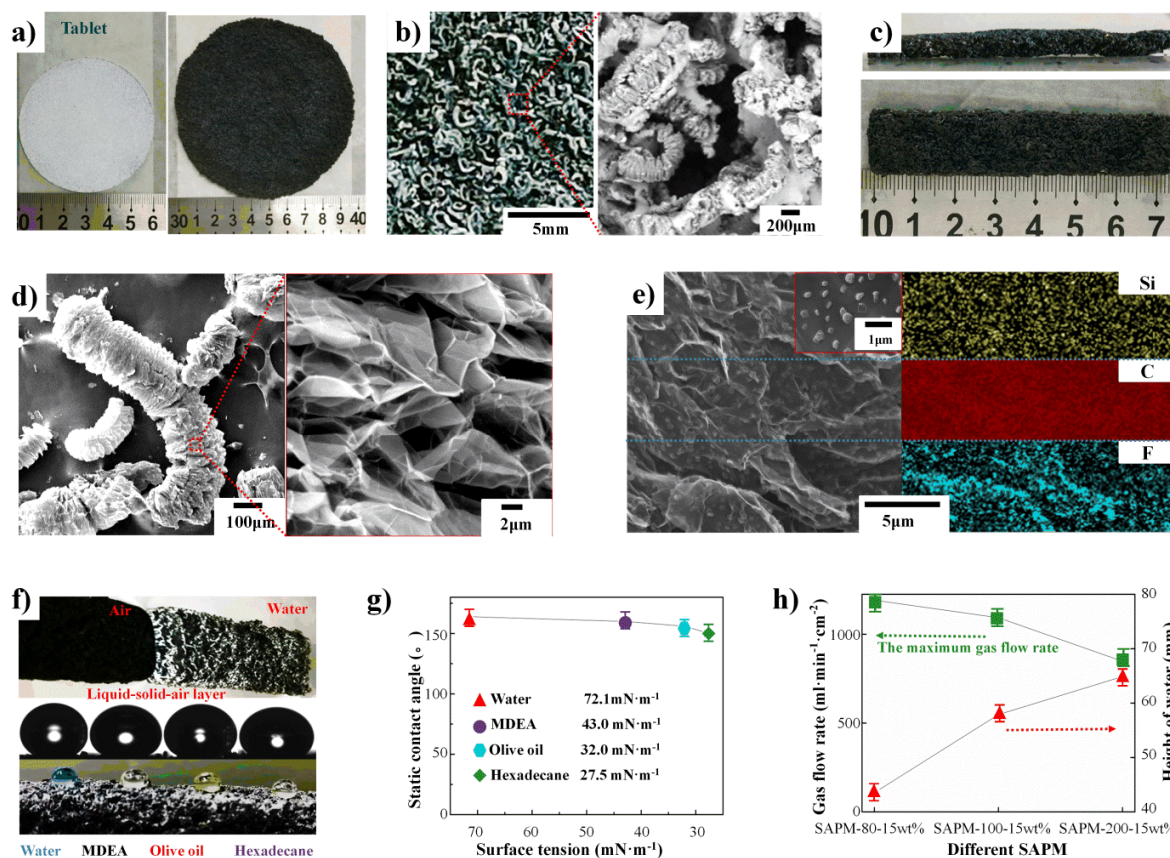 a)
Tablet
0 1 2 3 4 5 6
30 1 2 3 4 5 6 7 8 9 40
b)
5mm
200μm
c)
10 1 2 3 4 5 6 7
d)
100μm
2μm
e)
1μm
5μm
Si
C
F
f)
Air
Water
Liquid-solid-air layer
Water MDEA Olive oil Hexadecane
g)
Static contact angle (。
150
100
50
0
Water 72.1mN·m-1
MDEA 43.0 mN·m-1
Olive oil 32.0 mN·m-1
Hexadecane 27.5 mN·m-1
70 60 50 40 30
Surface tension (mN·m-1)
h)
Gas flow rate (ml·min-1·cm-2)
1000
500
0
The maximum gas flow rate
80
70
60
50
40
Height of water (mm)
SAPM-80-15wt% SAPM-100-15wt% SAPM-200-15wt%
Different SAPM